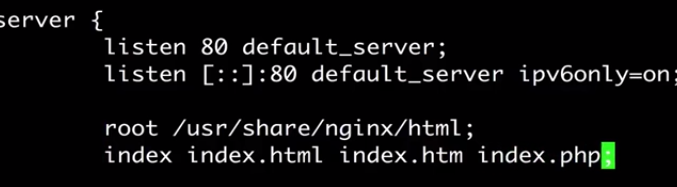 server {
listen 80 default_server;
listen [::]:80 default_server ipv6only=on;
root /usr/share/nginx/html;
index index.html index.htm index.php;